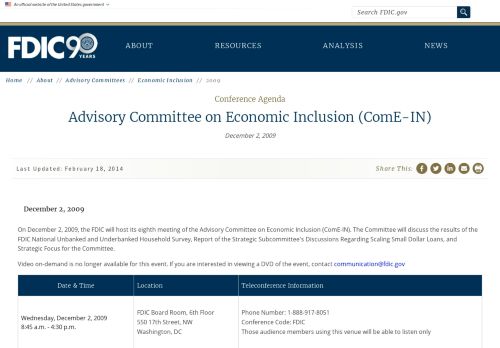 An official website of the United States government
Search FDIC.gov
FDIC 90 YEARS
ABOUT RESOURCES ANALYSIS NEWS
Home // About // Advisory Committees // Economic Inclusion // 2009
Conference Agenda
Advisory Committee on Economic Inclusion (ComE-IN)
December 2, 2009
Last Updated: February 18, 2014
Share This:
December 2, 2009
On December 2, 2009, the FDIC will host its eighth meeting of the Advisory Committee on Economic Inclusion (ComE-IN). The Committee will discuss the results of the
FDIC National Unbanked and Underbanked Household Survey, Report of the Strategic Subcommittee's Discussions Regarding Scaling Small Dollar Loans, and
Strategic Focus for the Committee.
Video on-demand is no longer available for this event. If you are interested in viewing a DVD of the event, contact communication@fdic.gov
Date & Time Location Teleconference Information
Wednesday, December 2, 2009
8:45 a.m. - 4:30 p.m.
FDIC Board Room, 6th Floor
550 17th Street, NW
Washington, DC
Phone Number: 1-888-917-8051
Conference Code: FDIC
Those audience members using this venue will be able to listen only